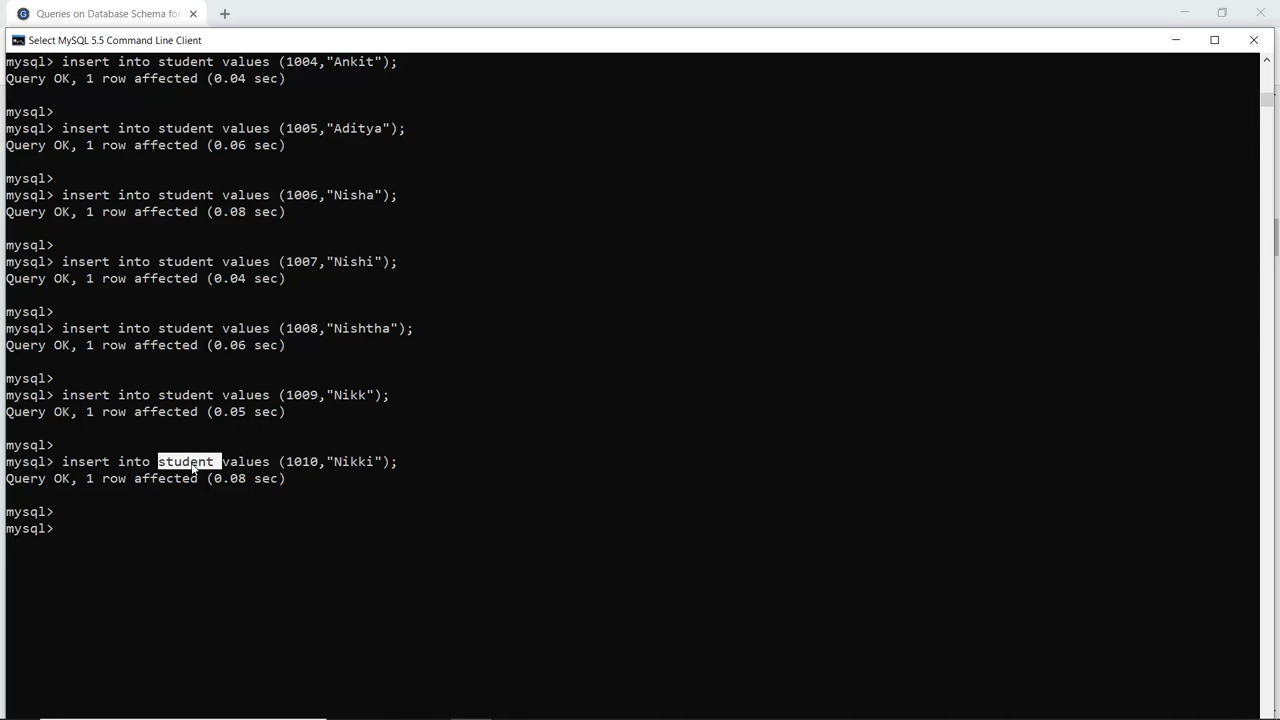 Queries on Database Schema for
Select MySQL 5.5 Command Line Client
mysql> insert into student values (1004,"Ankit");
Query OK, 1 row affected (0.04 sec)
mysql>
mysql> insert into student values (1005,"Aditya");
Query OK, 1 row affected (0.06 sec)
mysql>
mysql> insert into student values (1006,"Nisha");
Query OK, 1 row affected (0.08 sec)
mysql>
mysql> insert into student values (1007,"Nishi");
Query OK, 1 row affected (0.04 sec)
mysql>
mysql> insert into student values (1008,"Nishtha");
Query OK, 1 row affected (0.06 sec)
mysql>
mysql> insert into student values (1009,"Nikk");
Query OK, 1 row affected (0.05 sec)
mysql>
mysql> insert into student values (1010,"Nikki");
Query OK, 1 row affected (0.08 sec)
mysql>
mysql>